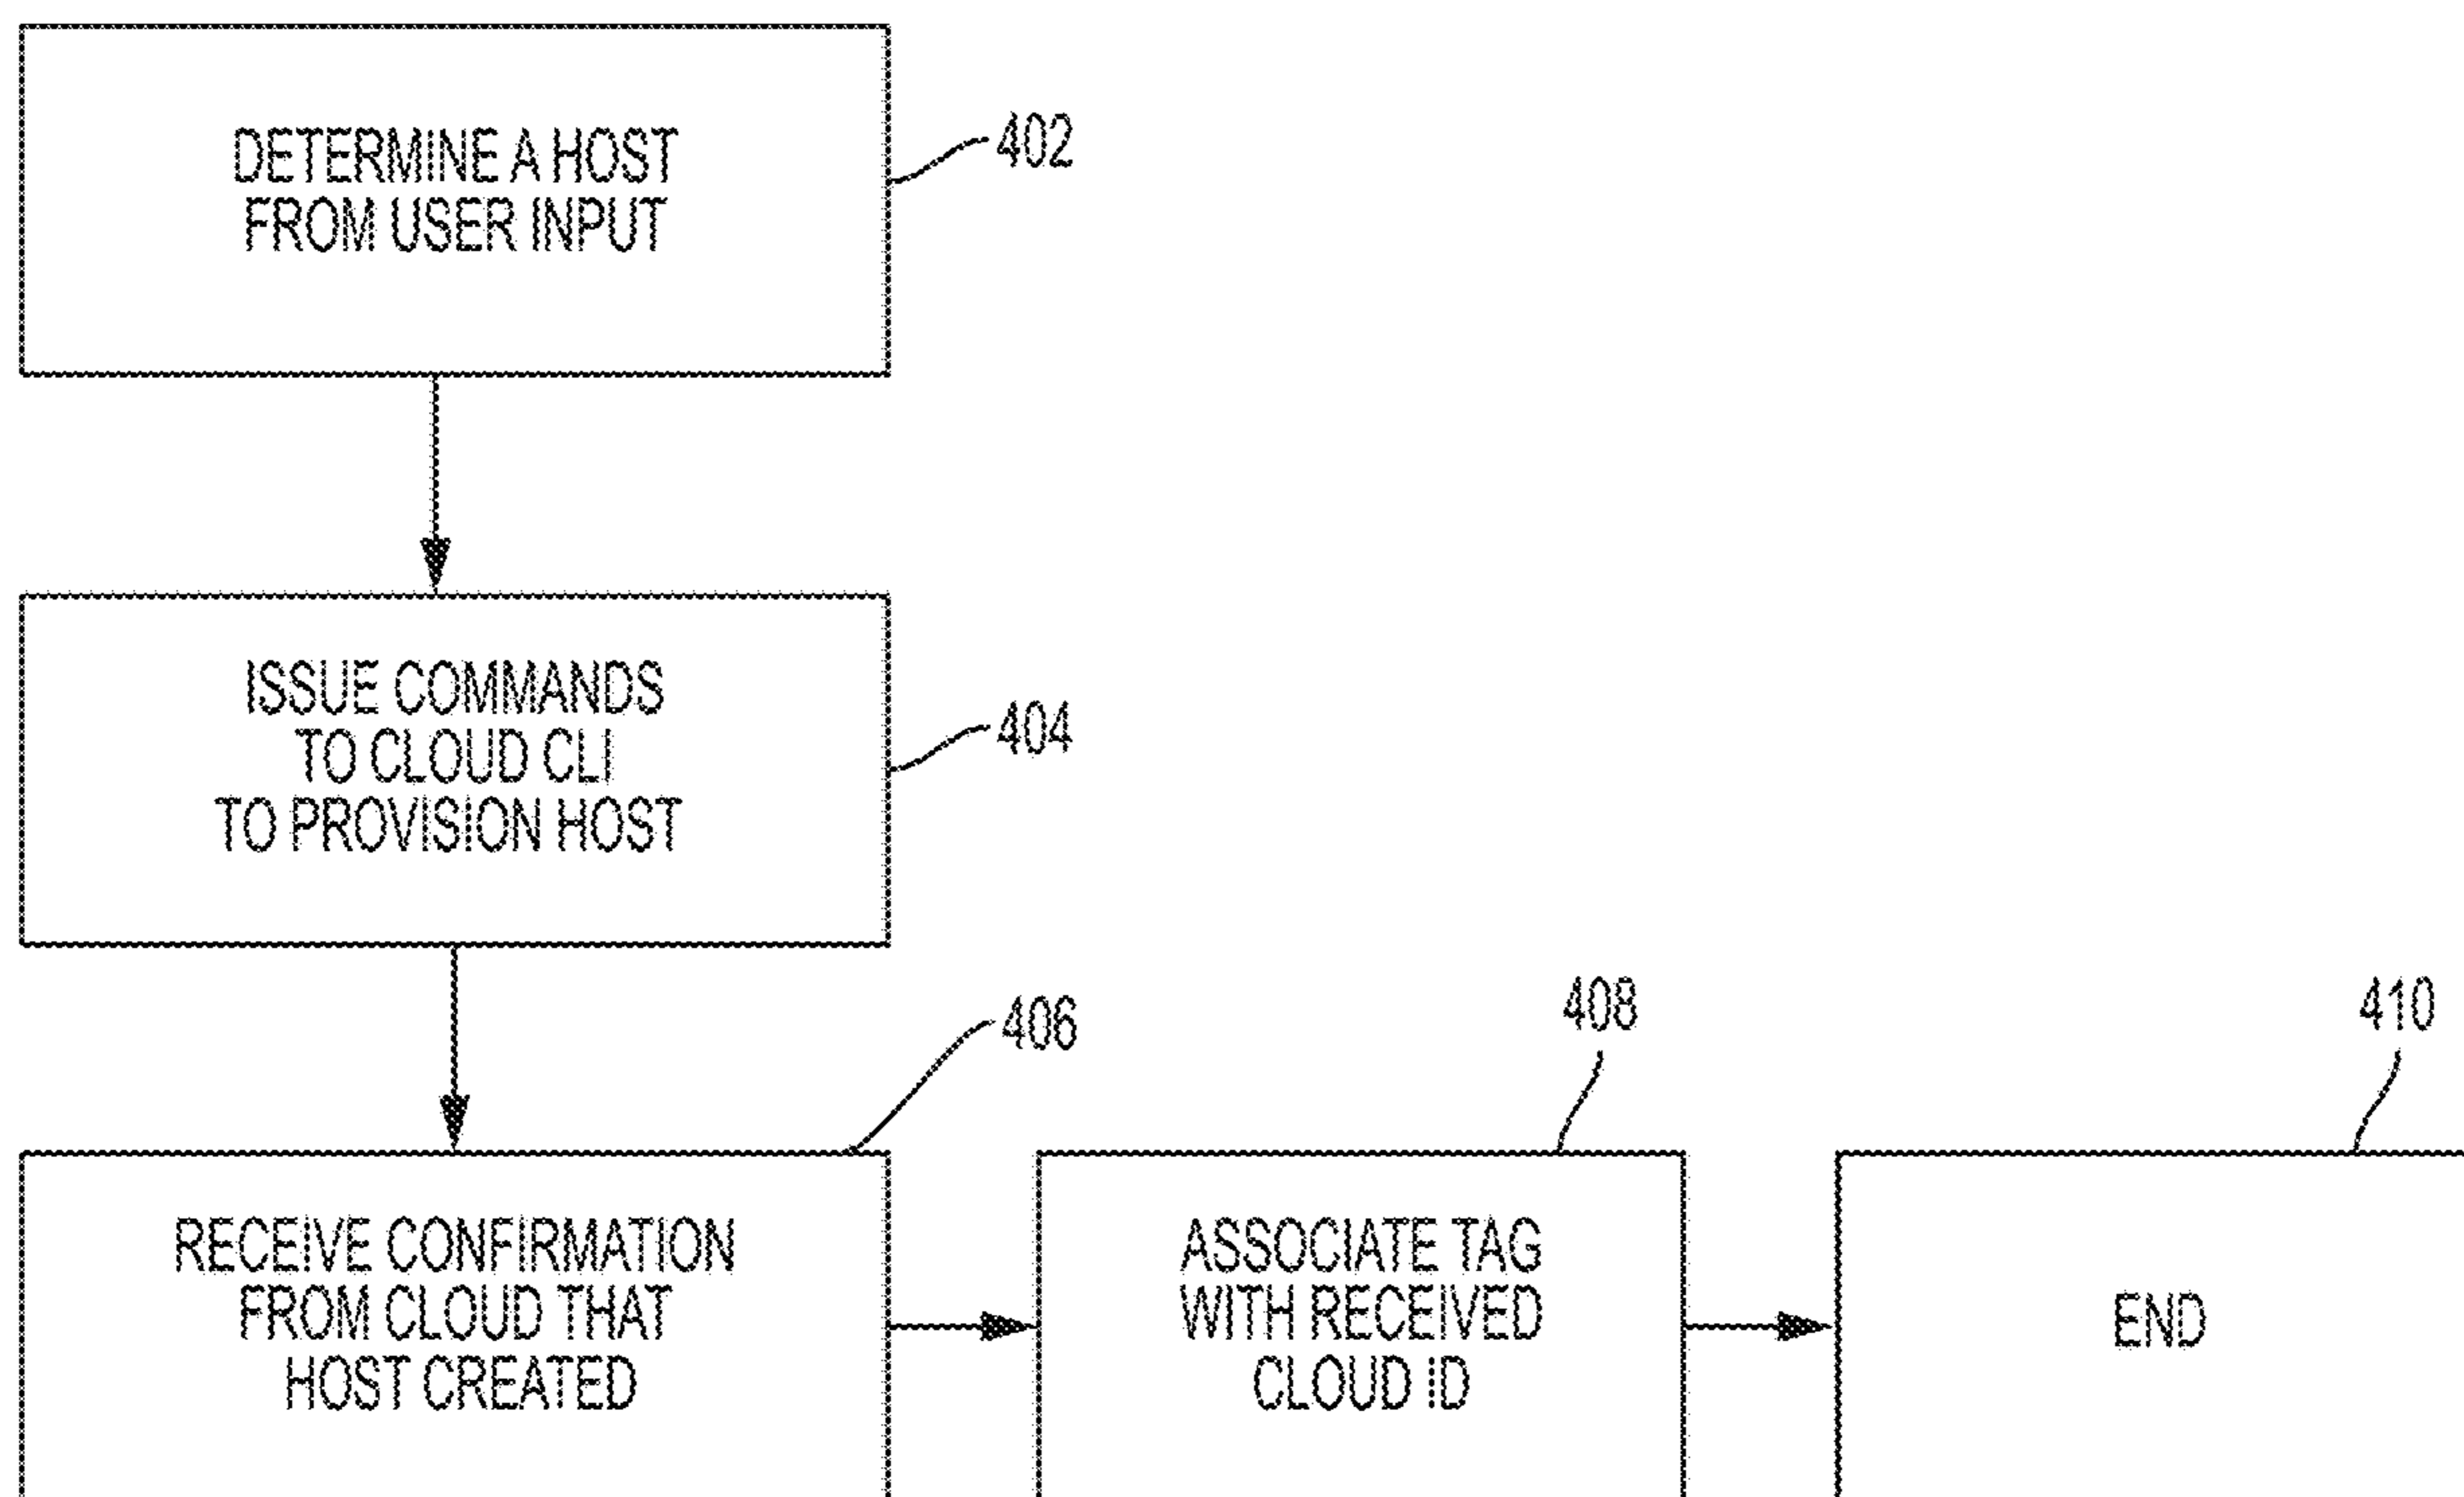 DETERMINE A HOST
FROM USER INPUT
402
ISSUE COMMANDS
TO CLOUD CLI
TO PROVISION HOST
404
406
408
410
RECEIVE CONFIRMATION
FROM CLOUD THAT
HOST CREATED
ASSOCIATE TAG
WITH RECEIVED
CLOUD ID
END